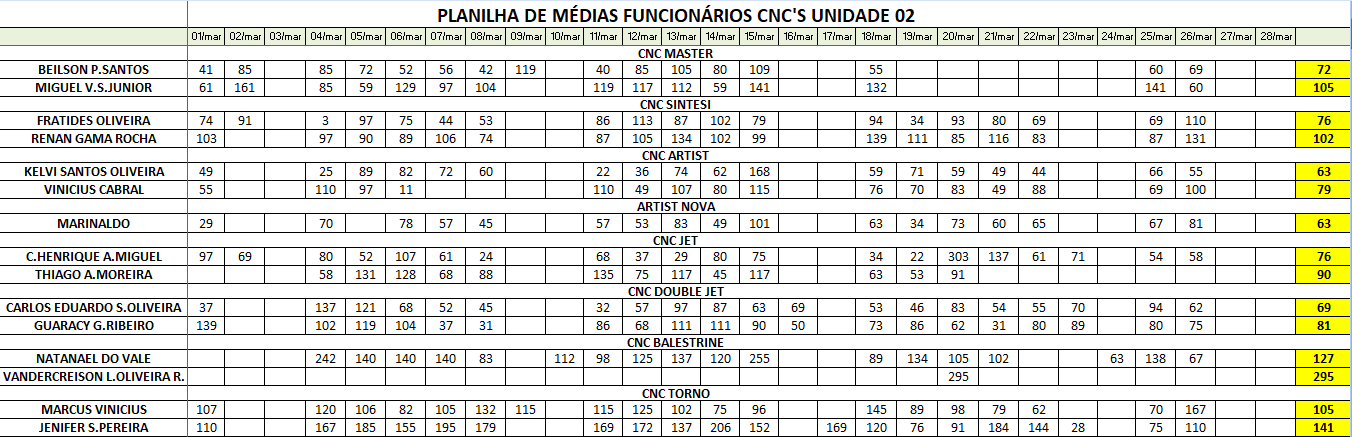 PLANILHA DE MÉDIAS FUNCIONÁRIOS CNC'S UNIDADE 02
01/mar 02/mar 03/mar 04/mar 05/mar 06/mar 07/mar 08/mar 09/mar 10/mar 11/mar 12/mar 13/mar 14/mar 15/mar 16/mar 17/mar 18/mar 19/mar 20/mar 21/mar 22/mar 23/mar 24/mar 25/mar 26/mar 27/mar 28/mar
CNC MASTER
BEILSON P.SANTOS 41 85 85 72 52 56 42 119 40 85 105 80 109 55 60 69 72
MIGUEL V.S.JUNIOR 61 161 85 59 129 97 104 119 117 112 59 141 132 141 60 105
CNC SINTESI
FRATIDES OLIVEIRA 74 91 3 97 75 44 53 86 113 87 102 79 94 34 93 80 69 69 110 76
RENAN GAMA ROCHA 103 97 90 89 106 74 87 105 134 102 99 139 111 85 116 83 87 131 102
CNC ARTIST
KELVI SANTOS OLIVEIRA 49 25 89 82 72 60 22 36 74 62 168 59 71 59 49 44 66 55 63
VINICIUS CABRAL 55 110 97 11 110 49 107 80 115 76 70 83 49 88 69 100 79
ARTIST NOVA
MARINALDO 29 70 78 57 45 57 53 83 49 101 63 34 73 60 65 67 81 63
CNC JET
C.HENRIQUE A.MIGUEL 97 69 80 52 107 61 24 68 37 29 80 75 34 22 303 137 61 71 54 58 76
THIAGO A.MOREIRA 58 131 128 68 88 135 75 117 45 117 63 53 91 90
CNC DOUBLE JET
CARLOS EDUARDO S.OLIVEIRA 37 137 121 68 52 45 32 57 97 87 63 69 53 46 83 54 55 70 94 62 69
GUARACY G.RIBEIRO 139 102 119 104 37 31 86 68 111 111 90 50 73 86 62 31 80 89 80 75 81
CNC BALESTRINE
NATANAEL DO VALE 242 140 140 140 83 112 98 125 137 120 255 89 134 105 102 63 138 67 127
VANDERCREISON L.OLIVEIRA R. 295 295
CNC TORNO
MARCUS VINICIUS 107 120 106 82 105 132 115 115 125 102 75 96 145 89 98 79 62 70 167 105
JENIFER S.PEREIRA 110 167 185 155 195 179 169 172 137 206 152 169 120 76 91 184 144 28 75 110 141